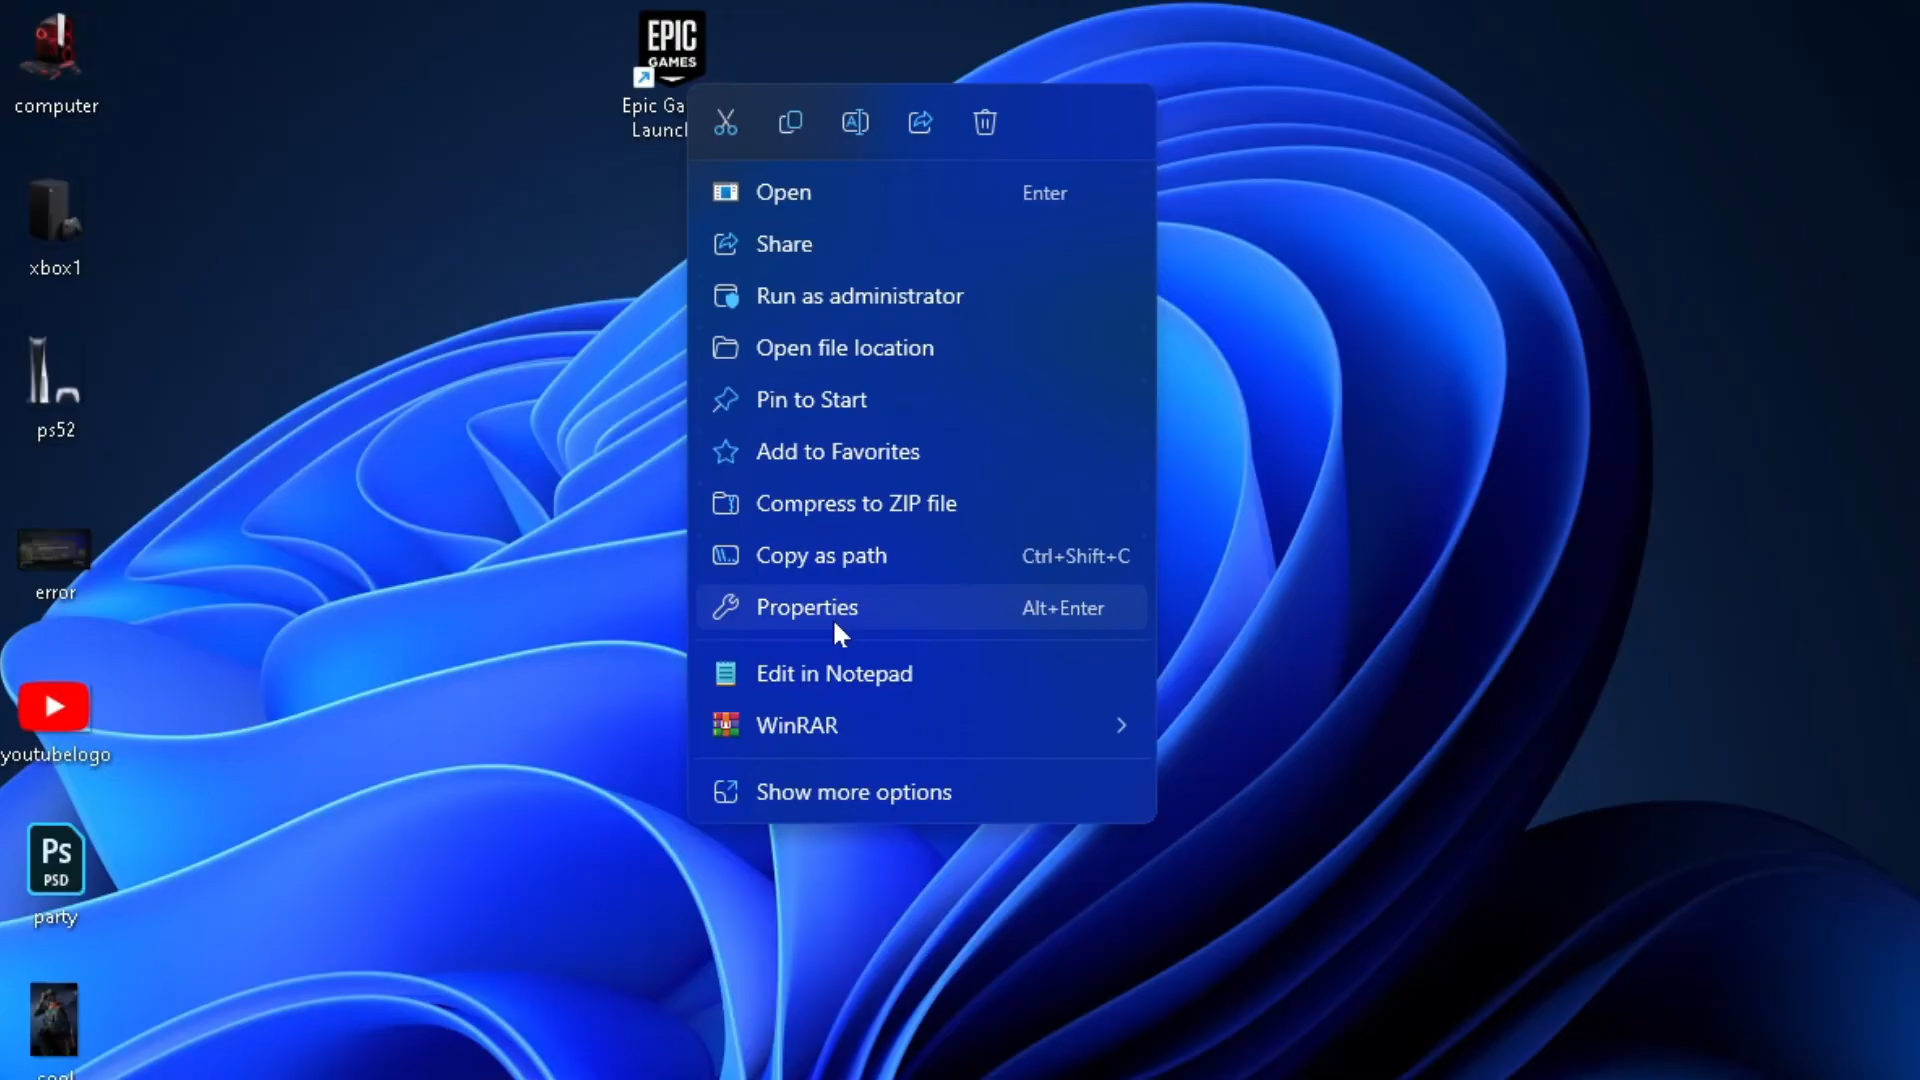 computer
xbox1
ps52
error
youtubelogo
Ps
PSD
party
EPIC
GAMES
Epic Ga
Launcl
Open Enter
Share
Run as administrator
Open file location
Pin to Start
Add to Favorites
Compress to ZIP file
Copy as path Ctrl+Shift+C
Properties Alt+Enter
Edit in Notepad
WinRAR
Show more options